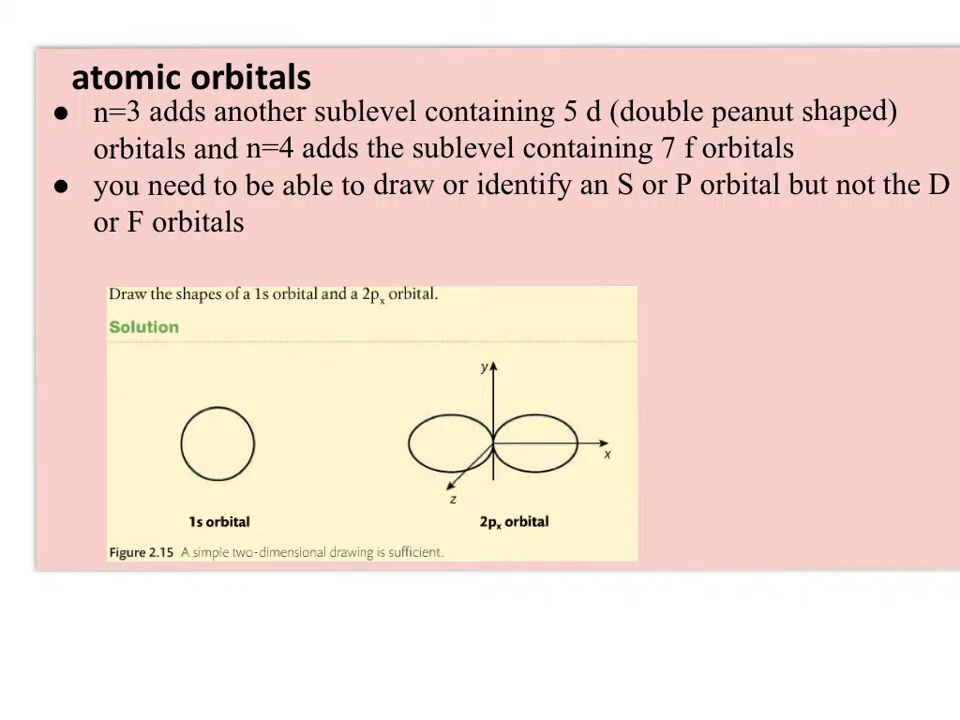 atomic orbitals
● n=3 adds another sublevel containing 5 d (double peanut shaped)
orbitals and n=4 adds the sublevel containing 7 f orbitals
● you need to be able to draw or identify an S or P orbital but not the D
or F orbitals
Draw the shapes of a 1s orbital and a 2pₓ orbital.
Solution
y
x
z
1s orbital
2pₓ orbital
Figure 2.15 A simple two-dimensional drawing is sufficient.